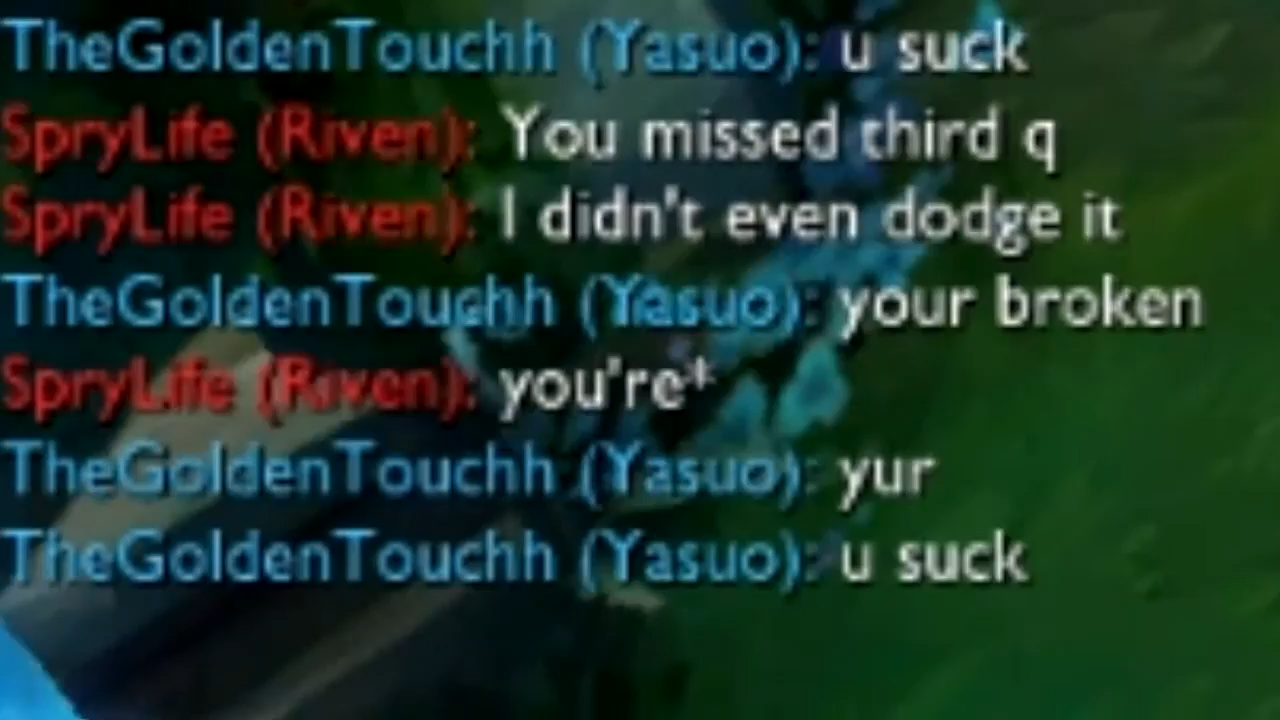 TheGoldenTouchh (Yasuo): u suck
SpryLife (Riven): You missed third q
SpryLife (Riven): I didn't even dodge it
TheGoldenTouchh (Yasuo): your broken
SpryLife (Riven): you're*
TheGoldenTouchh (Yasuo): yur
TheGoldenTouchh (Yasuo): u suck